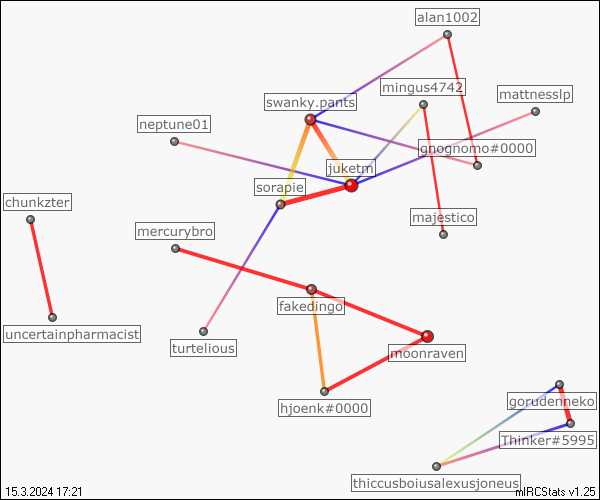 alan1002
mingus4742
mattnesslp
swanky.pants
neptune01
gnognomo#0000
juketm
sorapie
chunkzter
majestico
mercurybro
fakedingo
uncertainpharmacist
turtelious
moonraven
hjoenk#0000
gorudenneko
Thinker#5995
thiccusboiusalexusjoneus
15.3.2024 17:21
mIRCStats v1.25